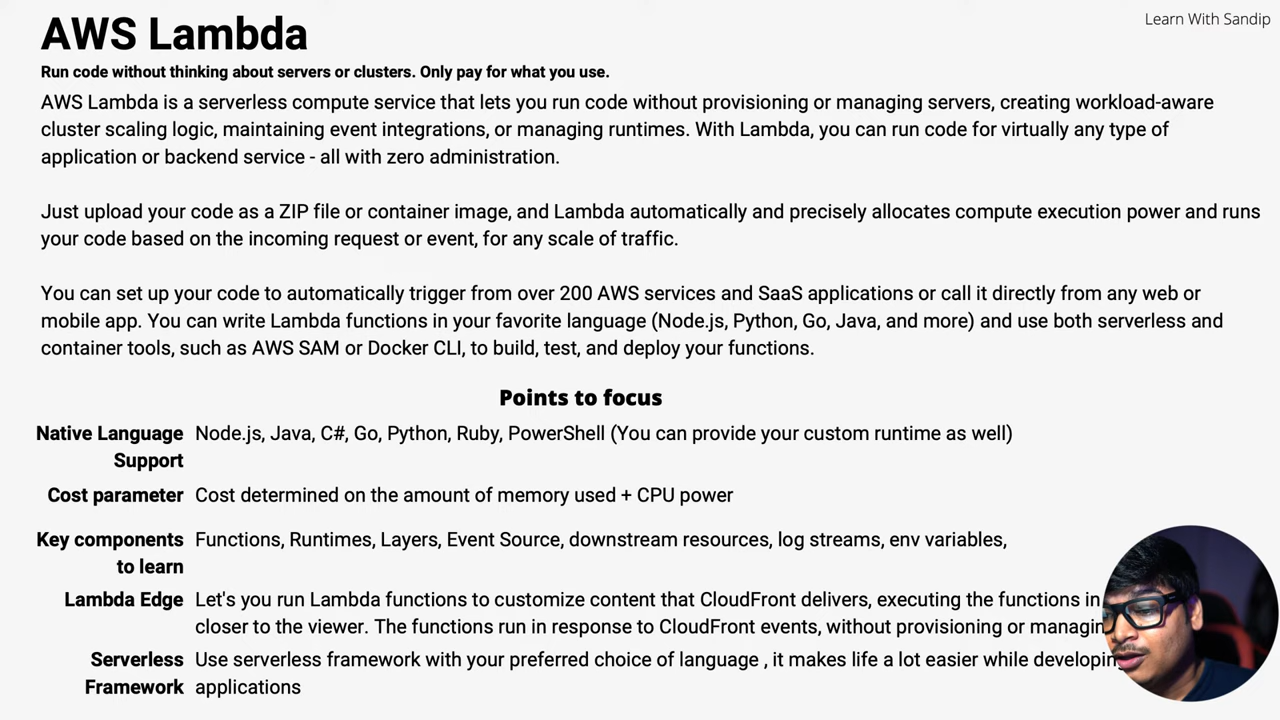 Learn With Sandip
AWS Lambda
Run code without thinking about servers or clusters. Only pay for what you use.
AWS Lambda is a serverless compute service that lets you run code without provisioning or managing servers, creating workload-aware
cluster scaling logic, maintaining event integrations, or managing runtimes. With Lambda, you can run code for virtually any type of
application or backend service - all with zero administration.
Just upload your code as a ZIP file or container image, and Lambda automatically and precisely allocates compute execution power and runs
your code based on the incoming request or event, for any scale of traffic.
You can set up your code to automatically trigger from over 200 AWS services and SaaS applications or call it directly from any web or
mobile app. You can write Lambda functions in your favorite language (Node.js, Python, Go, Java, and more) and use both serverless and
container tools, such as AWS SAM or Docker CLI, to build, test, and deploy your functions.
Points to focus
Native Language Node.js, Java, C#, Go, Python, Ruby, PowerShell (You can provide your custom runtime as well)
Support
Cost parameter Cost determined on the amount of memory used + CPU power
Key components Functions, Runtimes, Layers, Event Source, downstream resources, log streams, env variables,
to learn
Lambda Edge Let's you run Lambda functions to customize content that CloudFront delivers, executing the functions in
closer to the viewer. The functions run in response to CloudFront events, without provisioning or
Serverless Use serverless framework with your preferred choice of language , it makes life a lot easier while
Framework applications